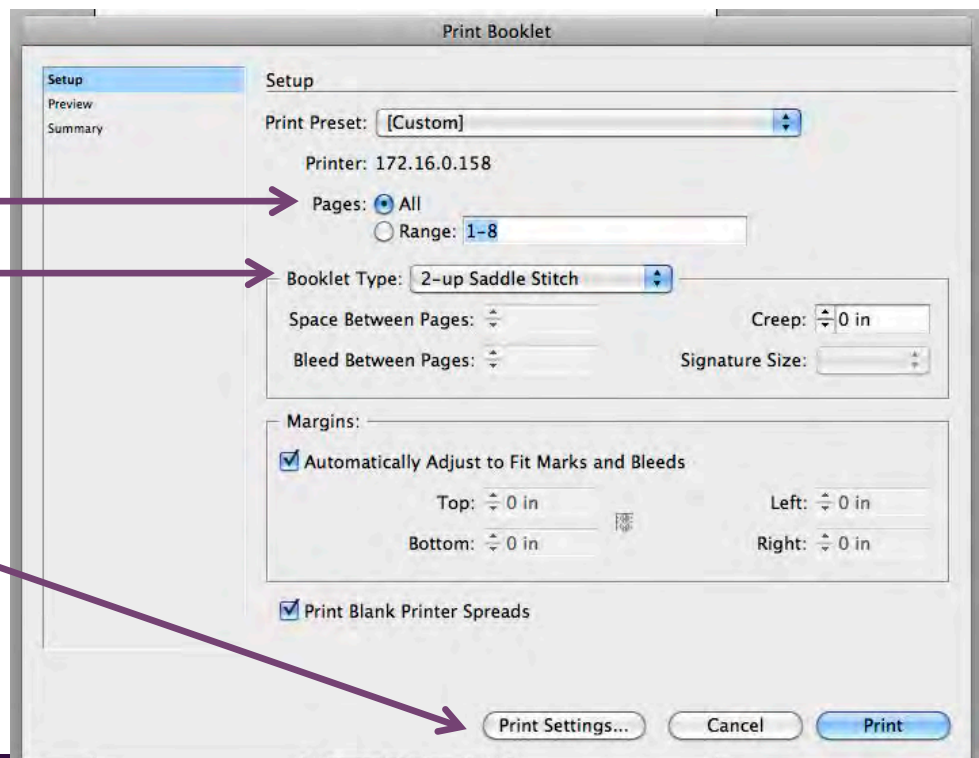 Print Booklet
Setup
Preview
Summary
Setup
Print Preset: [Custom]
Printer: 172.16.0.158
Pages: All
Range: 1-8
Booklet Type: 2-up Saddle Stitch
Space Between Pages: Creep: 0 in
Bleed Between Pages: Signature Size:
Margins:
Automatically Adjust to Fit Marks and Bleeds
Top: 0 in Left: 0 in
Bottom: 0 in Right: 0 in
Print Blank Printer Spreads
Print Settings... Cancel Print